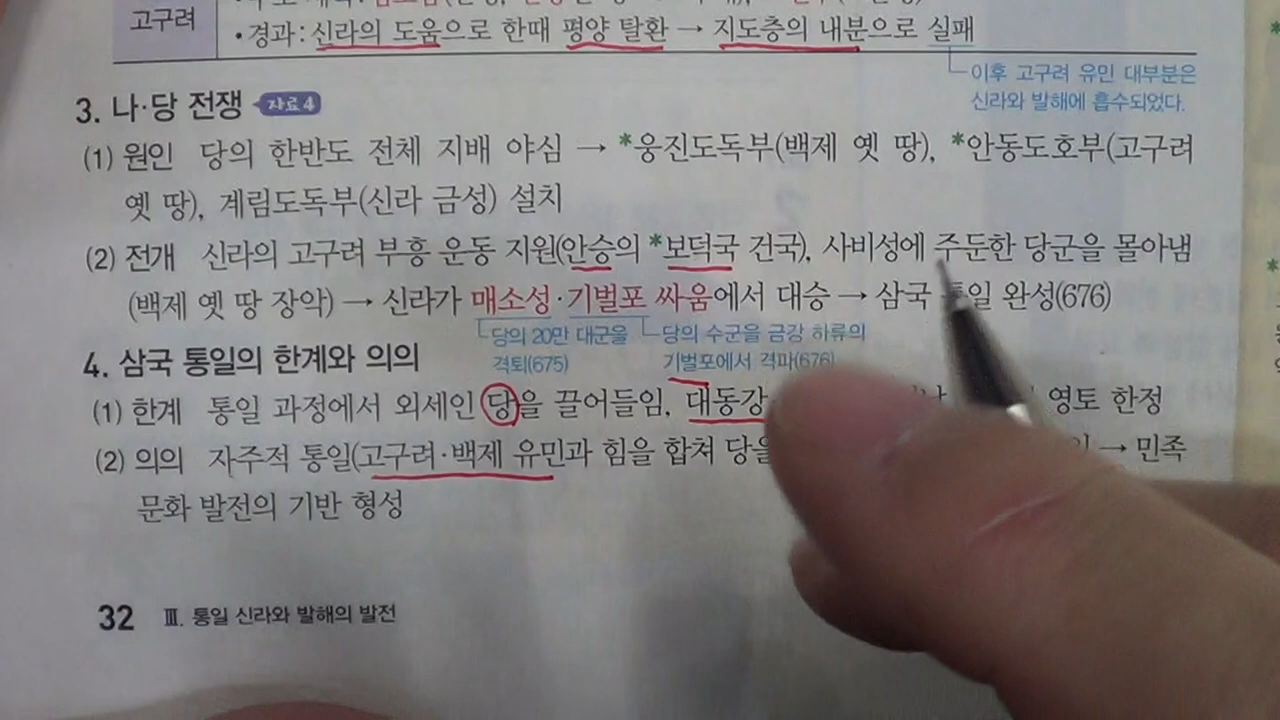 고구려
• 경과: 신라의 도움으로 한때 평양 탈환 → 지도층의 내분으로 실패
이후 고구려 유민 대부분은
신라와 발해에 흡수되었다.
3. 나·당 전쟁 자료4
(1) 원인 당의 한반도 전체 지배 야심 → *웅진도독부(백제 옛 땅), *안동도호부(고구려
옛 땅), 계림도독부(신라 금성) 설치
(2) 전개 신라의 고구려 부흥 운동 지원(안승의 *보덕국 건국), 사비성에 주둔한 당군을 몰아냄
(백제 옛 땅 장악) → 신라가 매소성·기벌포 싸움에서 대승 → 삼국 통일 완성(676)
당의 20만 대군을 당의 수군을 금강 하류의
격퇴(675) 기벌포에서 격파(676)
4. 삼국 통일의 한계와 의의
(1) 한계 통일 과정에서 외세인 당을 끌어들임, 대동강 영토 한정
(2) 의의 자주적 통일(고구려·백제 유민과 힘을 합쳐 당을 → 민족
문화 발전의 기반 형성
32 Ⅲ. 통일 신라와 발해의 발전